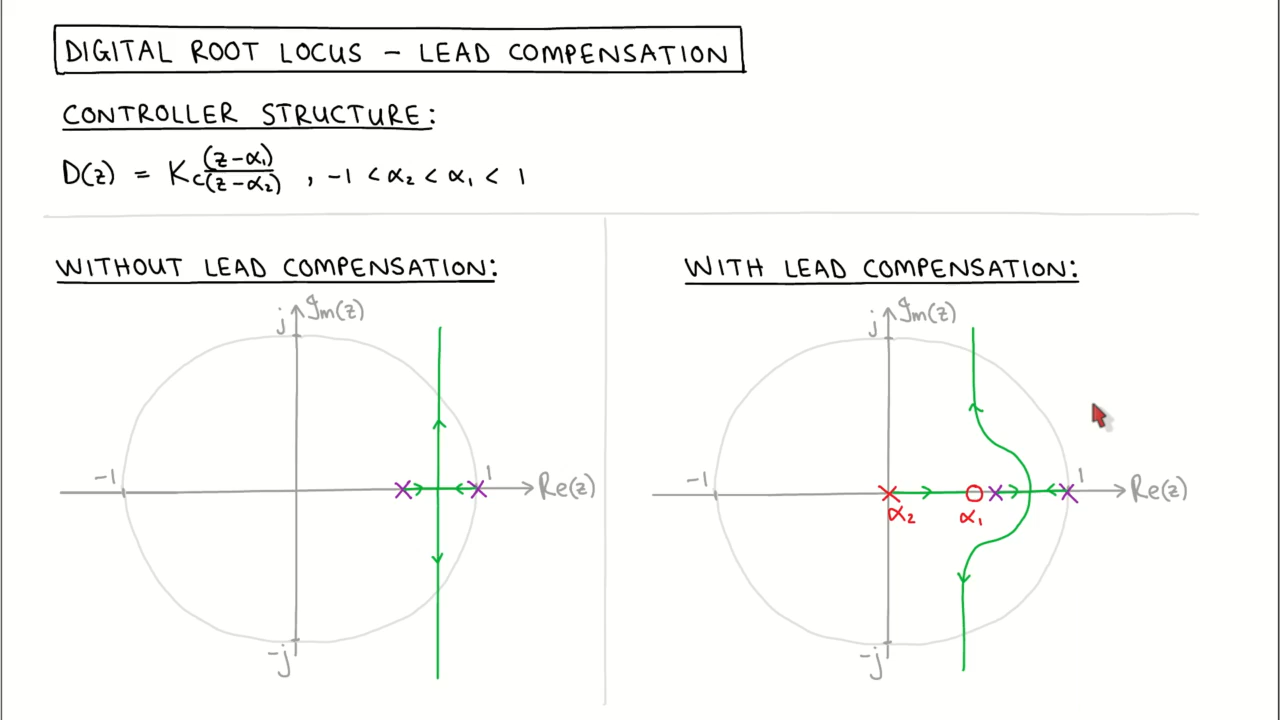 DIGITAL ROOT LOCUS - LEAD COMPENSATION
CONTROLLER STRUCTURE:
D(z) = Kc (z-α₁)/(z-α₂) , -1 < α₂ < α₁ < 1
WITHOUT LEAD COMPENSATION:
j Im(z)
-1
1
Re(z)
-j
WITH LEAD COMPENSATION:
j Im(z)
-1
1
Re(z)
α₂
α₁
-j